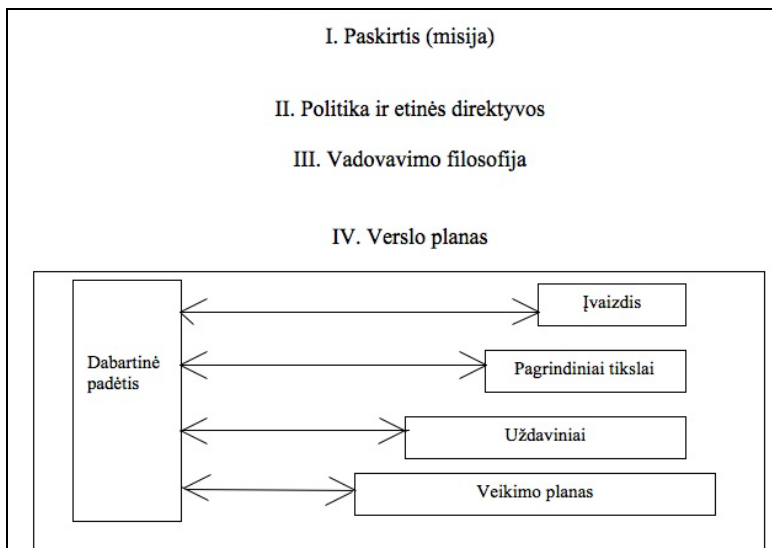 I. Paskirtis (misija)
II. Politika ir etinės direktyvos
III. Vadovavimo filosofija
IV. Verslo planas
Dabartinė
padėtis
Įvaizdis
Pagrindiniai tikslai
Uždaviniai
Veikimo planas